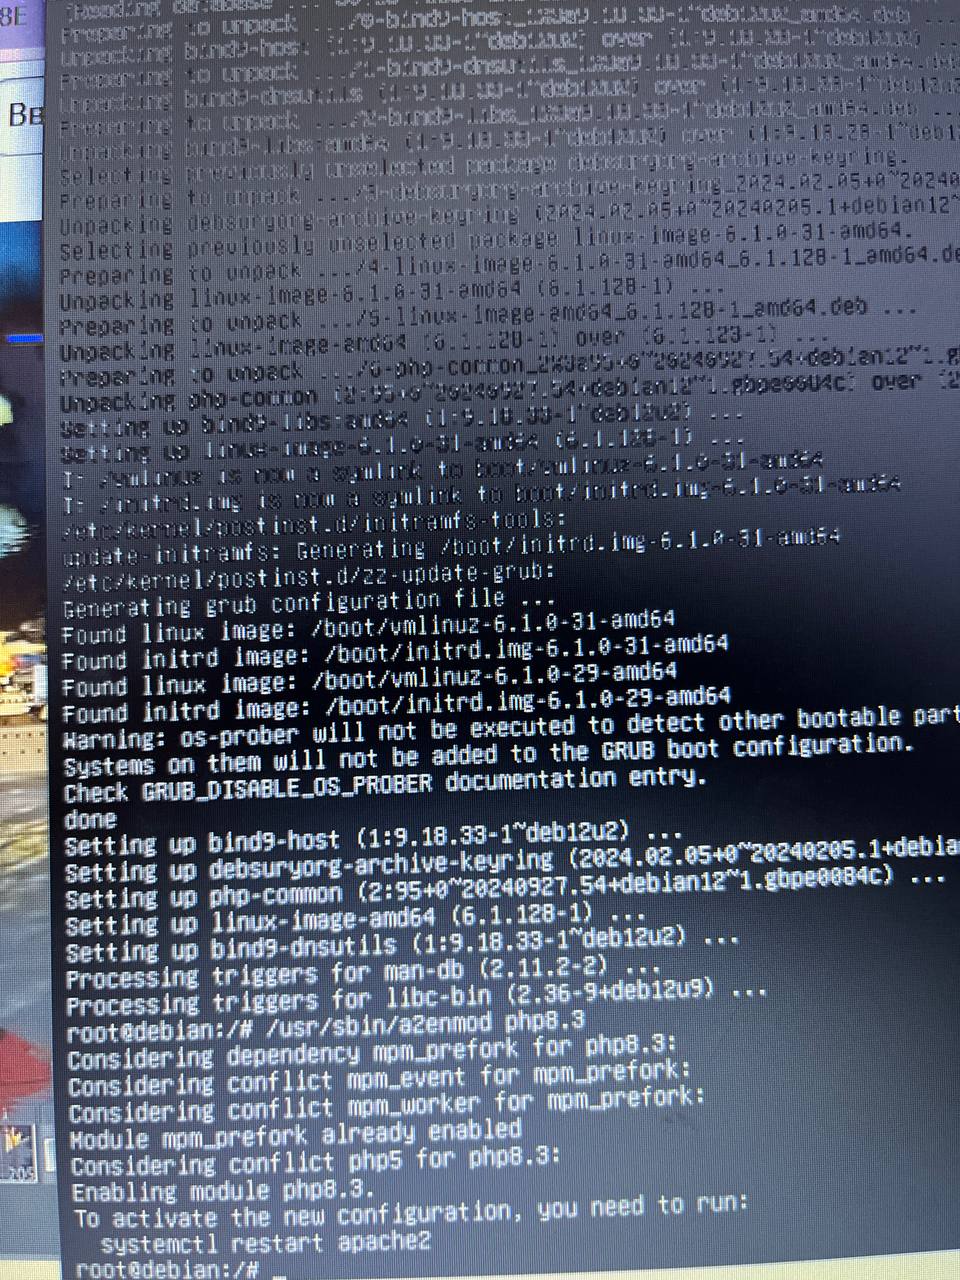 8E
BE
Preparing to unpack .../0-bind9-host_1%3a9.18.33-1~deb12u2_amd64.deb ...
Unpacking bind9-host (1:9.18.33-1~deb12u2) over (1:9.18.28-1~deb12u2) ...
Preparing to unpack .../1-bind9-dnsutils_1%3a9.18.33-1~deb12u2_amd64.de
Unpacking bind9-dnsutils (1:9.18.33-1~deb12u2) over (1:9.18.28-1~deb12
Preparing to unpack .../2-bind9-libs_1%3a9.18.33-1~deb12u2_amd64.deb
Unpacking bind9-libs:amd64 (1:9.18.33-1~deb12u2) over (1:9.18.28-1~deb1
Selecting previously unselected package debsuryorg-archive-keyring.
Preparing to unpack .../3-debsuryorg-archive-keyring_2024.02.05+0~20240
Unpacking debsuryorg-archive-keyring (2024.02.05+0~20240205.1+debian12~
Selecting previously unselected package linux-image-6.1.0-31-amd64.
Preparing to unpack .../4-linux-image-6.1.0-31-amd64_6.1.128-1_amd64.de
Unpacking linux-image-6.1.0-31-amd64 (6.1.128-1) ...
Preparing to unpack .../5-linux-image-amd64_6.1.128-1_amd64.deb ...
Unpacking linux-image-amd64 (6.1.128-1) over (6.1.123-1) ...
Preparing to unpack .../6-php-common_2%3a95+0~20240927.54+debian12~1.gb
Unpacking php-common (2:95+0~20240927.54+debian12~1.gbpe0084c) over (2
Setting up bind9-libs:amd64 (1:9.18.33-1~deb12u2) ...
Setting up linux-image-6.1.0-31-amd64 (6.1.128-1) ...
I: /vmlinuz is now a symlink to boot/vmlinuz-6.1.0-31-amd64
I: /initrd.img is now a symlink to boot/initrd.img-6.1.0-31-amd64
/etc/kernel/postinst.d/initramfs-tools:
update-initramfs: Generating /boot/initrd.img-6.1.0-31-amd64
/etc/kernel/postinst.d/zz-update-grub:
Generating grub configuration file ...
Found linux image: /boot/vmlinuz-6.1.0-31-amd64
Found initrd image: /boot/initrd.img-6.1.0-31-amd64
Found linux image: /boot/vmlinuz-6.1.0-29-amd64
Found initrd image: /boot/initrd.img-6.1.0-29-amd64
Warning: os-prober will not be executed to detect other bootable part
Systems on them will not be added to the GRUB boot configuration.
Check GRUB_DISABLE_OS_PROBER documentation entry.
done
Setting up bind9-host (1:9.18.33-1~deb12u2) ...
Setting up debsuryorg-archive-keyring (2024.02.05+0~20240205.1+debia
Setting up php-common (2:95+0~20240927.54+debian12~1.gbpe0084c) ...
Setting up linux-image-amd64 (6.1.128-1) ...
Setting up bind9-dnsutils (1:9.18.33-1~deb12u2) ...
Processing triggers for man-db (2.11.2-2) ...
Processing triggers for libc-bin (2.36-9+deb12u9) ...
root@debian:/# /usr/sbin/a2enmod php8.3
Considering dependency mpm_prefork for php8.3:
Considering conflict mpm_event for mpm_prefork:
Considering conflict mpm_worker for mpm_prefork:
Module mpm_prefork already enabled
Considering conflict php5 for php8.3:
Enabling module php8.3.
To activate the new configuration, you need to run:
  systemctl restart apache2
root@debian:/# _